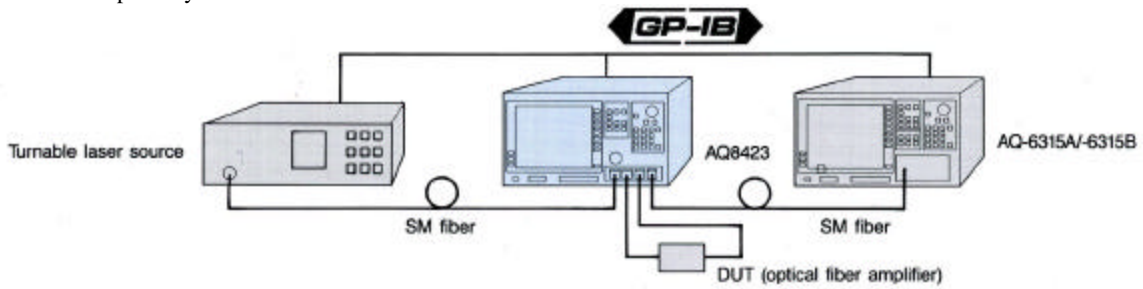 GP-IB
Turnable laser source
AQ8423
AQ-6315A/-6315B
SM fiber
SM fiber
DUT (optical fiber amplifier)